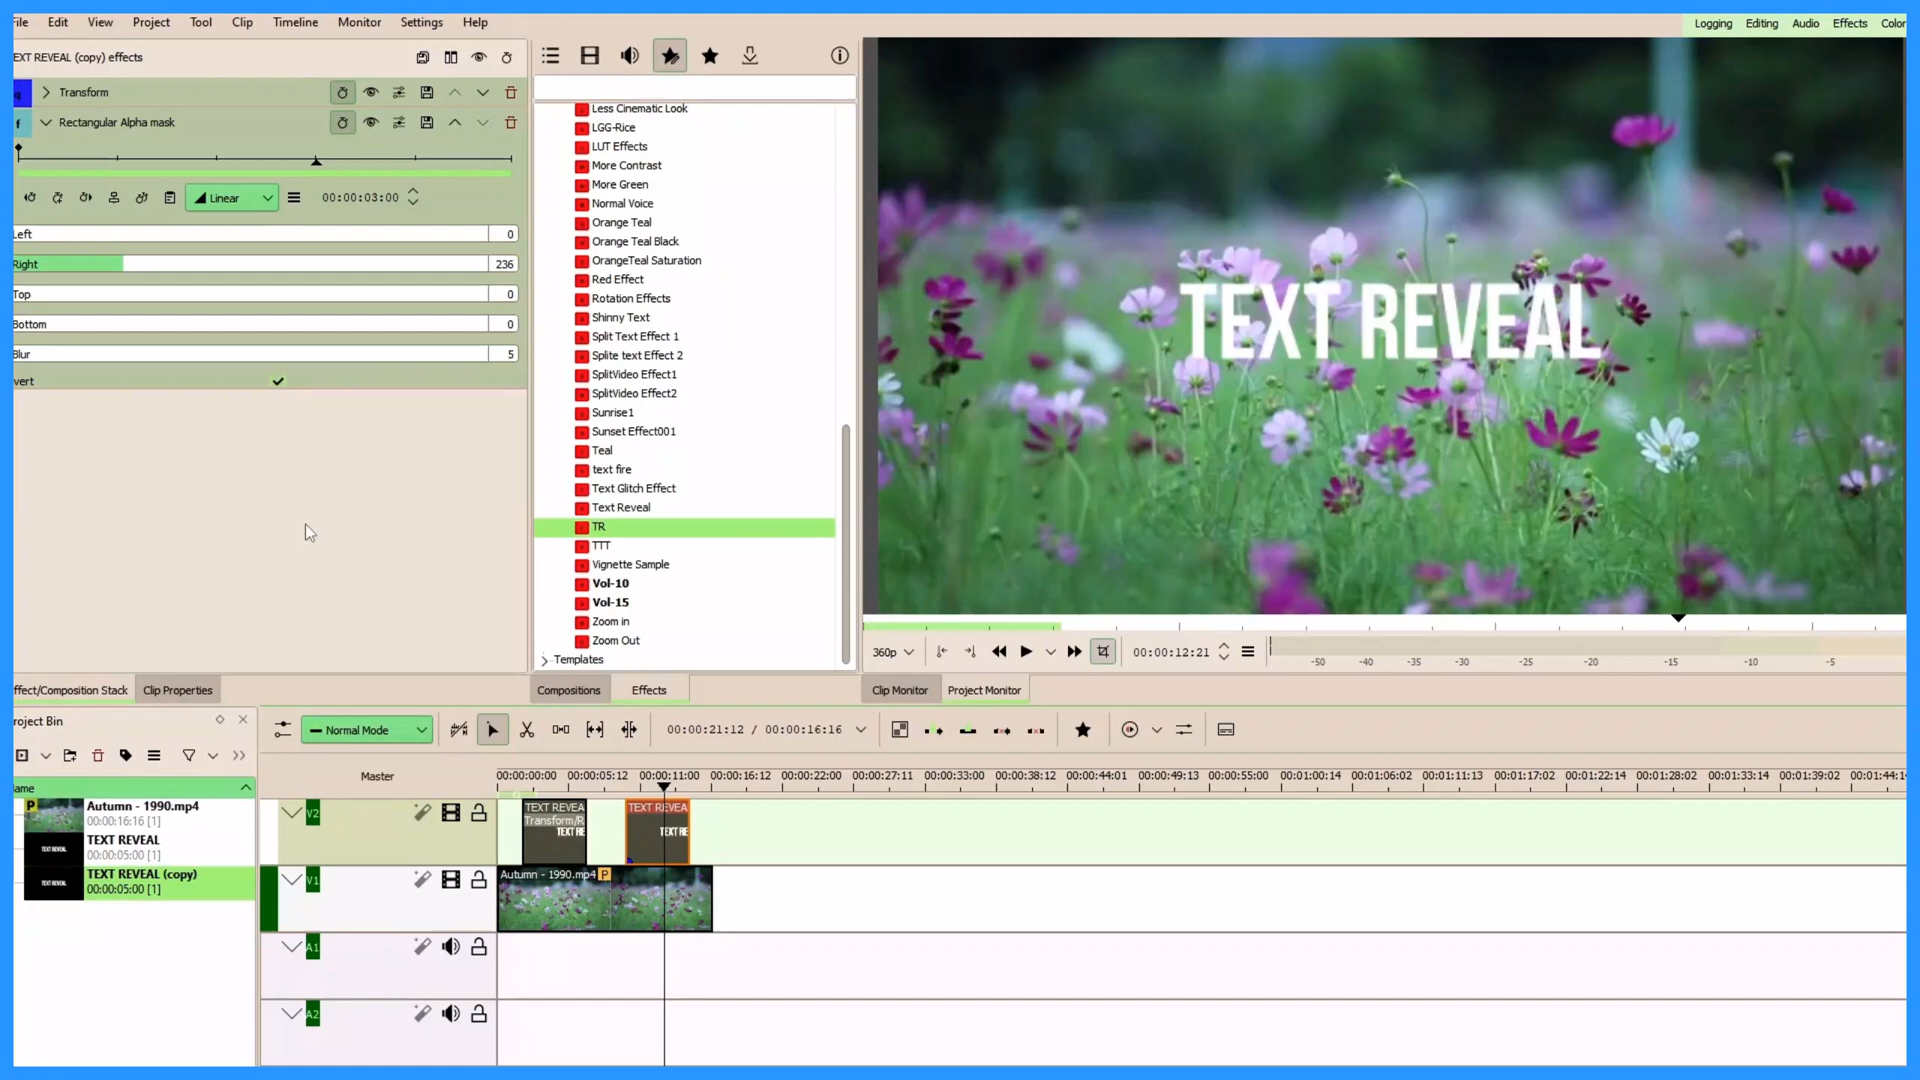 ile Edit View Project Tool Clip Timeline Monitor Settings Help
Logging Editing Audio Effects Color
EXT REVEAL (copy) effects
Transform
f Rectangular Alpha mask
Linear 00:00:03:00
Left 0
Right 236
Top 0
Bottom 0
Blur 5
vert
Less Cinematic Look
LGG-Rice
LUT Effects
More Contrast
More Green
Normal Voice
Orange Teal
Orange Teal Black
OrangeTeal Saturation
Red Effect
Rotation Effects
Shinny Text
Split Text Effect 1
Splite text Effect 2
SplitVideo Effect1
SplitVideo Effect2
Sunrise1
Sunset Effect001
Teal
text fire
Text Glitch Effect
Text Reveal
TR
TTT
Vignette Sample
Vol-10
Vol-15
Zoom in
Zoom Out
Templates
TEXT REVEAL
360p 00:00:12:21
-50 -40 -35 -30 -25 -20 -15 -10 -5
ffect/Composition Stack Clip Properties
Compositions Effects
Clip Monitor Project Monitor
roject Bin
Normal Mode 00:00:21:12 / 00:00:16:16
ame
P Autumn - 1990.mp4
00:00:16:16 [1]
TEXT REVEAL TEXT REVEAL
00:00:05:00 [1]
TEXT REVEAL TEXT REVEAL (copy)
00:00:05:00 [1]
Master
00:00:00:00 00:00:05:12 00:00:11:00 00:00:16:12 00:00:22:00 00:00:27:11 00:00:33:00 00:00:38:12 00:00:44:01 00:00:49:13 00:00:55:00 00:01:00:14 00:01:06:02 00:01:11:13 00:01:17:02 00:01:22:14 00:01:28:02 00:01:33:14 00:01:39:02 00:01:44:1
V2
TEXT REVEA
Transform/R
TEXT RE
TEXT REVEA
TEXT RE
V1
Autumn - 1990.mp4 P
A1
A2